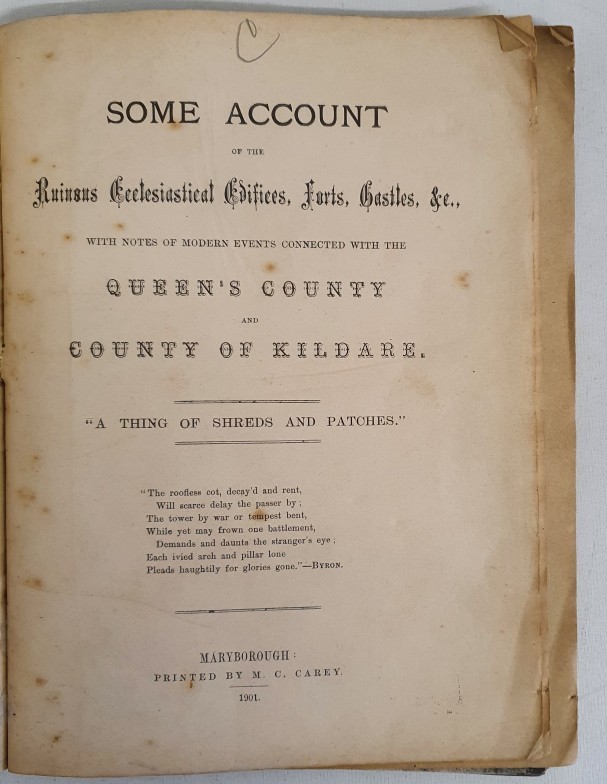 C
SOME ACCOUNT
OF THE
Ruinous Ecclesiastical Edifices, Forts, Castles, &c.,
WITH NOTES OF MODERN EVENTS CONNECTED WITH THE
QUEEN'S COUNTY
AND
COUNTY OF KILDARE.
"A THING OF SHREDS AND PATCHES."
"The roofless cot, decay'd and rent,
Will scarce delay the passer by;
The tower by war or tempest bent,
While yet may frown one battlement,
Demands and daunts the stranger's eye;
Each ivied arch and pillar lone
Pleads haughtily for glories gone."—BYRON.
MARYBOROUGH:
PRINTED BY M. C. CAREY.
1901.